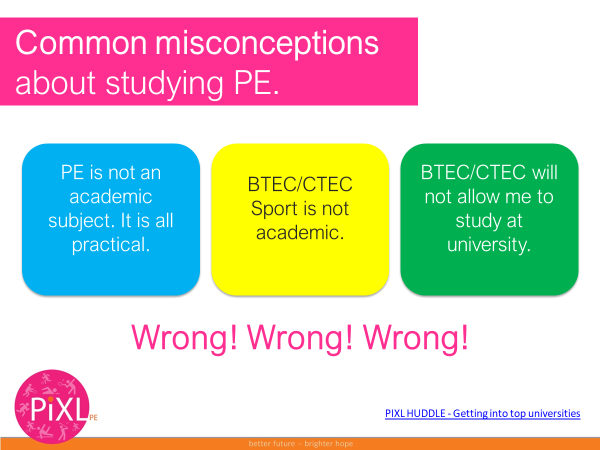 Common misconceptions
about studying PE.
PE is not an
academic
subject. It is all
practical.
BTEC/CTEC
Sport is not
academic.
BTEC/CTEC will
not allow me to
study at
university.
Wrong! Wrong! Wrong!
PiXL PE
PIXL HUDDLE - Getting into top universities
better future – brighter hope